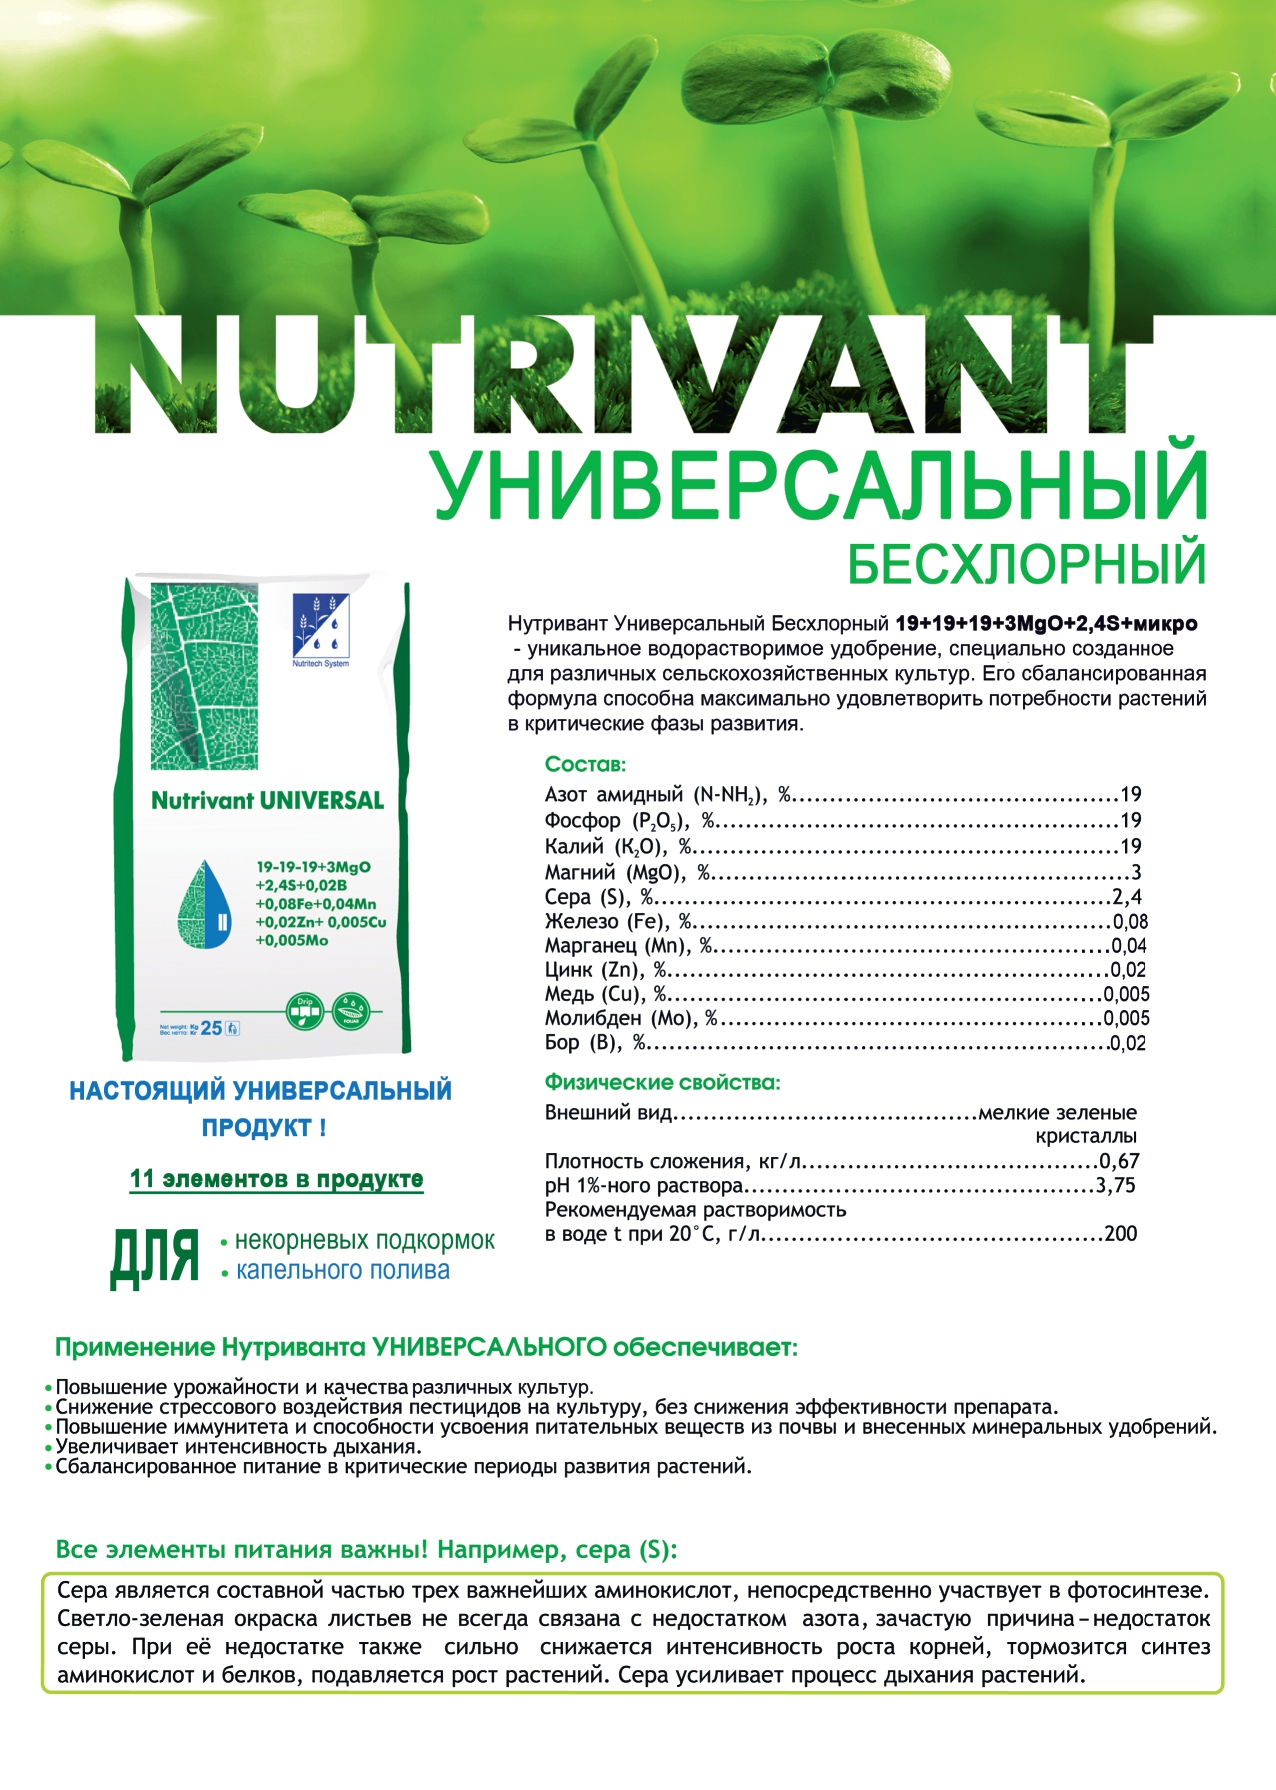 NUTRIVANT
УНИВЕРСАЛЬНЫЙ
БЕСХЛОРНЫЙ
Нутривант Универсальный Бесхлорный 19+19+19+3MgO+2,4S+микро
- уникальное водорастворимое удобрение, специально созданное
для различных сельскохозяйственных культур. Его сбалансированная
формула способна максимально удовлетворить потребности растений
в критические фазы развития.
Nutritech System
Nutrivant UNIVERSAL
19-19-19+3MgO
+2,4S+0,02B
+0,08Fe+0,04Mn
+0,02Zn+ 0,005Cu
+0,005Mo
II
Drip
FOLIAR
Net weight: Kg 25
Вес нетто: Кг
НАСТОЯЩИЙ УНИВЕРСАЛЬНЫЙ
ПРОДУКТ !
11 элементов в продукте
ДЛЯ
• некорневых подкормок
• капельного полива
Состав:
Азот амидный (N-NH₂), %...........................................19
Фосфор (P₂O₅), %.....................................................19
Калий (K₂O), %........................................................19
Магний (MgO), %.......................................................3
Сера (S), %............................................................2,4
Железо (Fe), %.......................................................0,08
Марганец (Mn), %....................................................0,04
Цинк (Zn), %..........................................................0,02
Медь (Cu), %.........................................................0,005
Молибден (Mo), %..................................................0,005
Бор (B), %.............................................................0,02
Физические свойства:
Внешний вид.......................................мелкие зеленые
кристаллы
Плотность сложения, кг/л......................................0,67
pH 1%-ного раствора..............................................3,75
Рекомендуемая растворимость
в воде t при 20°С, г/л.............................................200
Применение Нутриванта УНИВЕРСАЛЬНОГО обеспечивает:
• Повышение урожайности и качества различных культур.
• Снижение стрессового воздействия пестицидов на культуру, без снижения эффективности препарата.
• Повышение иммунитета и способности усвоения питательных веществ из почвы и внесенных минеральных удобрений.
• Увеличивает интенсивность дыхания.
• Сбалансированное питание в критические периоды развития растений.
Все элементы питания важны! Например, сера (S):
Сера является составной частью трех важнейших аминокислот, непосредственно участвует в фотосинтезе.
Светло-зеленая окраска листьев не всегда связана с недостатком азота, зачастую причина – недостаток
серы. При её недостатке также сильно снижается интенсивность роста корней, тормозится синтез
аминокислот и белков, подавляется рост растений. Сера усиливает процесс дыхания растений.